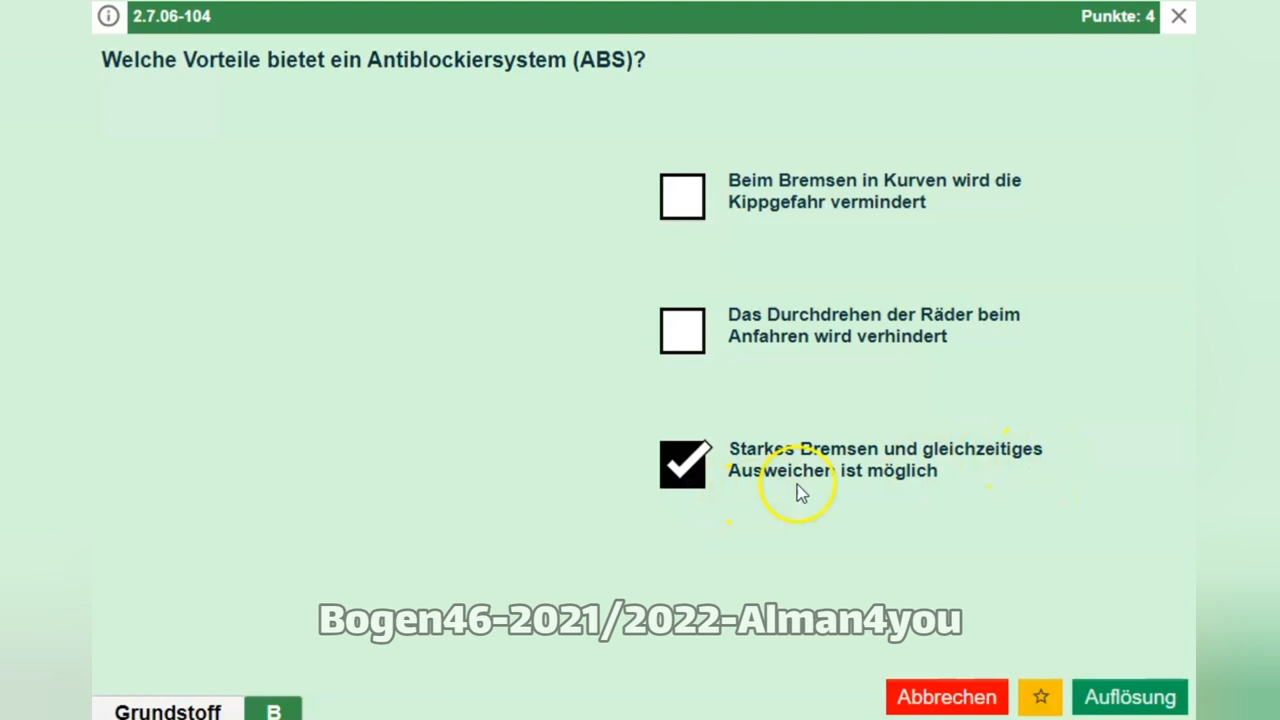 2.7.06-104
Punkte: 4
Welche Vorteile bietet ein Antiblockiersystem (ABS)?
Beim Bremsen in Kurven wird die
Kippgefahr vermindert
Das Durchdrehen der Räder beim
Anfahren wird verhindert
Starkes Bremsen und gleichzeitiges
Ausweichen ist möglich
Bogen46-2021/2022-Alman4you
Abbrechen
Auflösung
Grundstoff
B